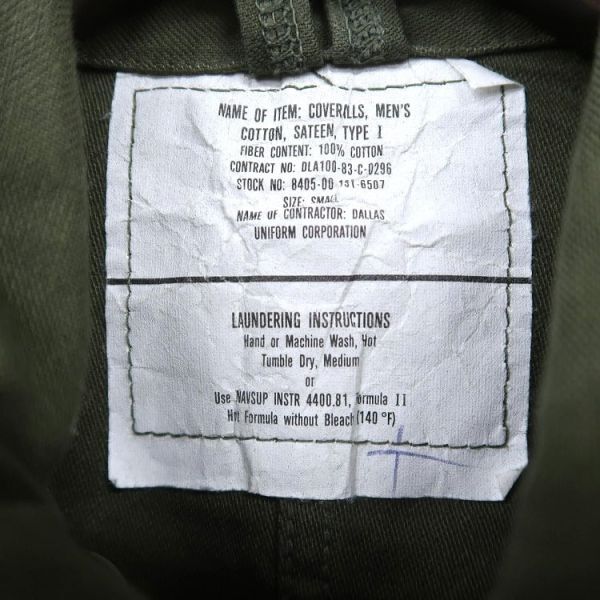 NAME OF ITEM: COVERALLS, MEN'S
COTTON, SATEEN, TYPE I
FIBER CONTENT: 100% COTTON
CONTRACT NO: DLA100-83-C-0296
STOCK NO: 8405-00-131-6507
SIZE: SMALL
NAME OF CONTRACTOR: DALLAS
UNIFORM CORPORATION
LAUNDERING INSTRUCTIONS
Hand or Machine Wash, Hot
Tumble Dry, Medium
or
Use NAVSUP INSTR 4400.81, Formula II
Hot Formula without Bleach (140 °F)